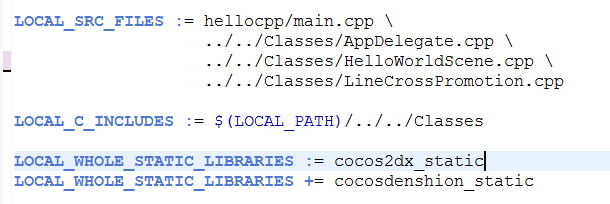 LOCAL_SRC_FILES := hellocpp/main.cpp \
../../Classes/AppDelegate.cpp \
../../Classes/HelloWorldScene.cpp \
../../Classes/LineCrossPromotion.cpp
LOCAL_C_INCLUDES := $(LOCAL_PATH)/../../Classes
LOCAL_WHOLE_STATIC_LIBRARIES := cocos2dx_static
LOCAL_WHOLE_STATIC_LIBRARIES += cocosdenshion_static